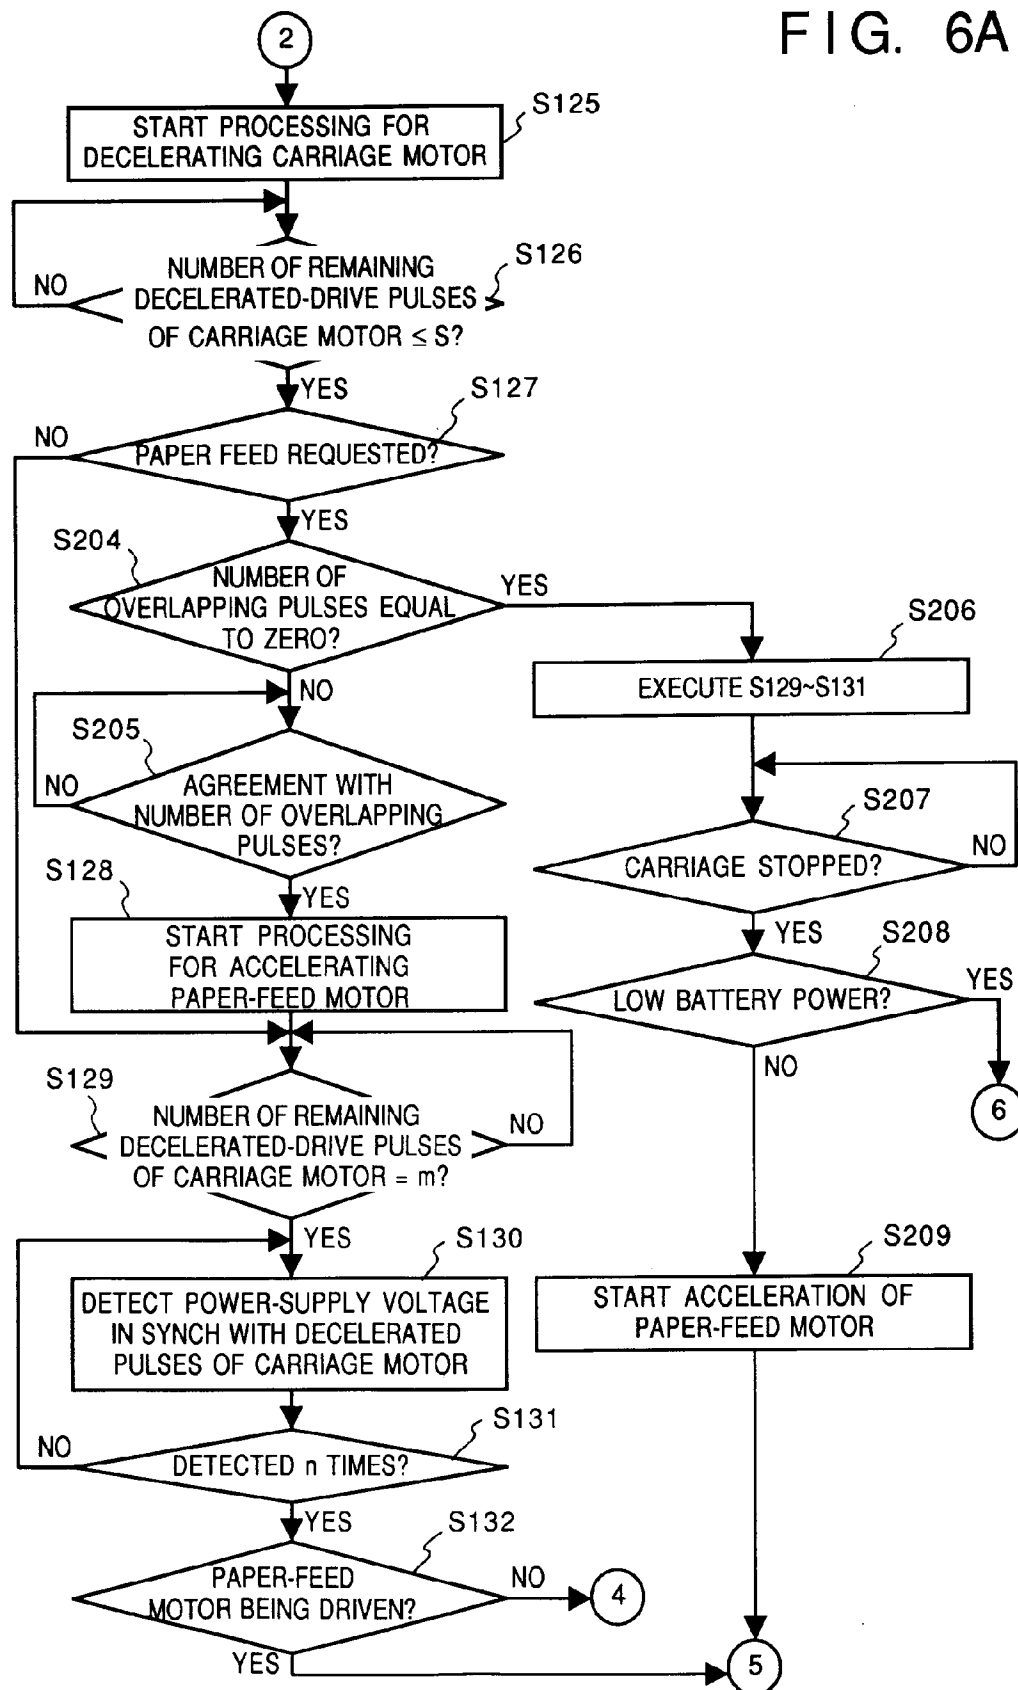 FIG. 6A
2
S125
START PROCESSING FOR
DECELERATING CARRIAGE MOTOR
S126
NO
NUMBER OF REMAINING
DECELERATED-DRIVE PULSES
OF CARRIAGE MOTOR ≤ S?
YES
S127
NO
PAPER FEED REQUESTED?
YES
S204
NUMBER OF
OVERLAPPING PULSES EQUAL
TO ZERO?
YES
NO
S206
EXECUTE S129~S131
S205
NO
AGREEMENT WITH
NUMBER OF OVERLAPPING
PULSES?
YES
S207
CARRIAGE STOPPED?
NO
YES
S128
START PROCESSING
FOR ACCELERATING
PAPER-FEED MOTOR
S208
LOW BATTERY POWER?
YES
NO
6
S129
NUMBER OF REMAINING
DECELERATED-DRIVE PULSES
OF CARRIAGE MOTOR = m?
NO
YES
S130
DETECT POWER-SUPPLY VOLTAGE
IN SYNCH WITH DECELERATED
PULSES OF CARRIAGE MOTOR
S209
START ACCELERATION OF
PAPER-FEED MOTOR
S131
NO
DETECTED n TIMES?
YES
S132
PAPER-FEED
MOTOR BEING DRIVEN?
NO
4
YES
5